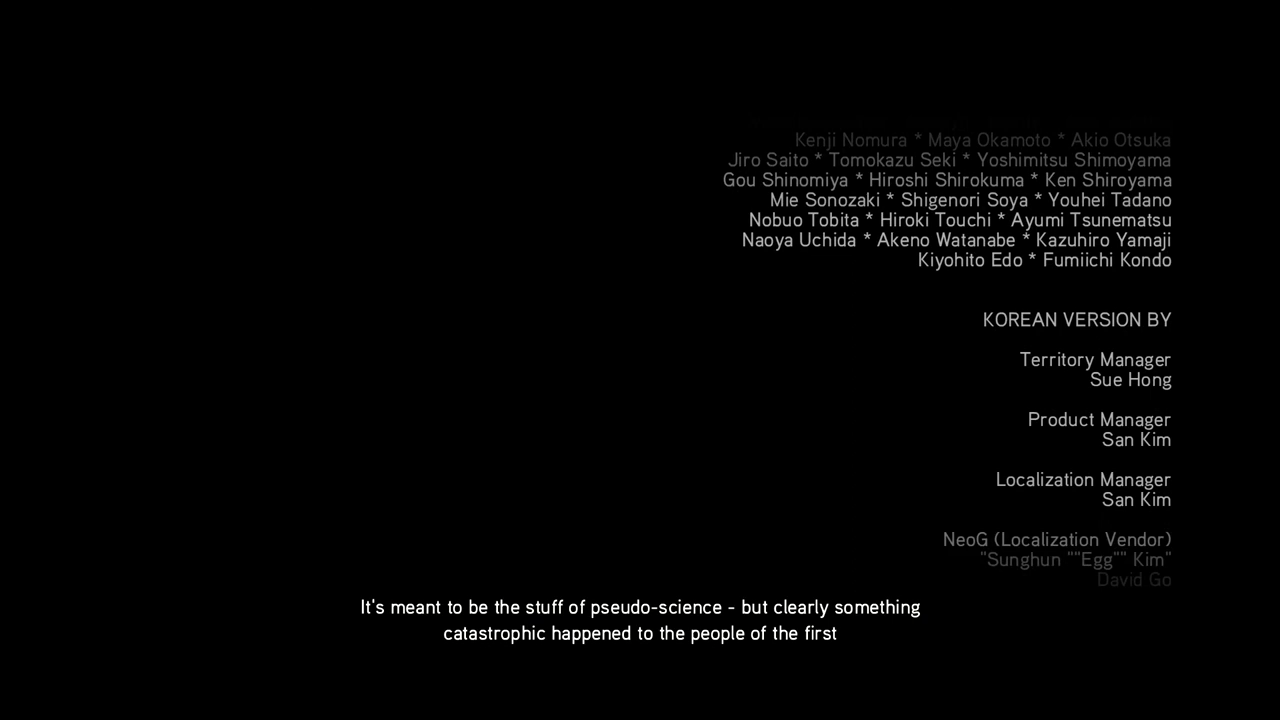 Kenji Nomura * Maya Okamoto * Akio Otsuka
Jiro Saito * Tomokazu Seki * Yoshimitsu Shimoyama
Gou Shinomiya * Hiroshi Shirokuma * Ken Shiroyama
Mie Sonozaki * Shigenori Soya * Youhei Tadano
Nobuo Tobita * Hiroki Touchi * Ayumi Tsunematsu
Naoya Uchida * Akeno Watanabe * Kazuhiro Yamaji
Kiyohito Edo * Fumiichi Kondo
KOREAN VERSION BY
Territory Manager
Sue Hong
Product Manager
San Kim
Localization Manager
San Kim
NeoG (Localization Vendor)
"Sunghun ""Egg"" Kim"
David Go
It's meant to be the stuff of pseudo-science - but clearly something
catastrophic happened to the people of the first